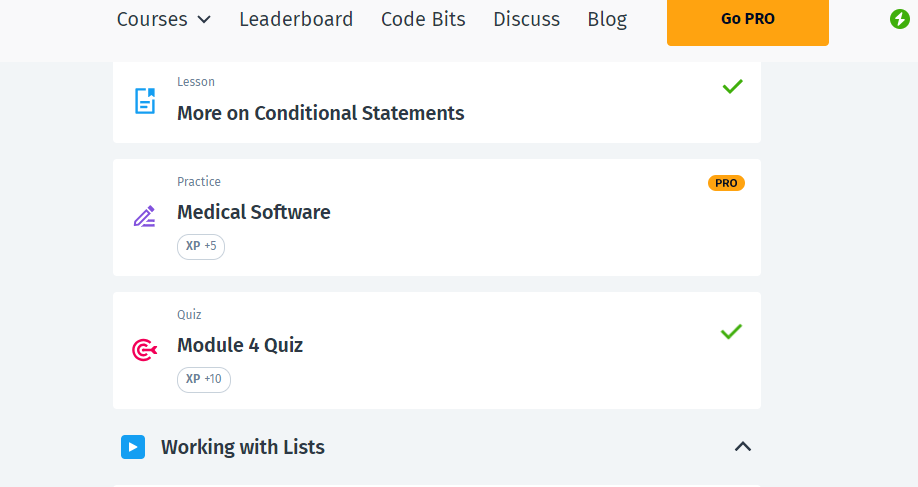 Courses Leaderboard Code Bits Discuss Blog Go PRO
Lesson
More on Conditional Statements
Practice
PRO
Medical Software
XP +5
Quiz
Module 4 Quiz
XP +10
Working with Lists